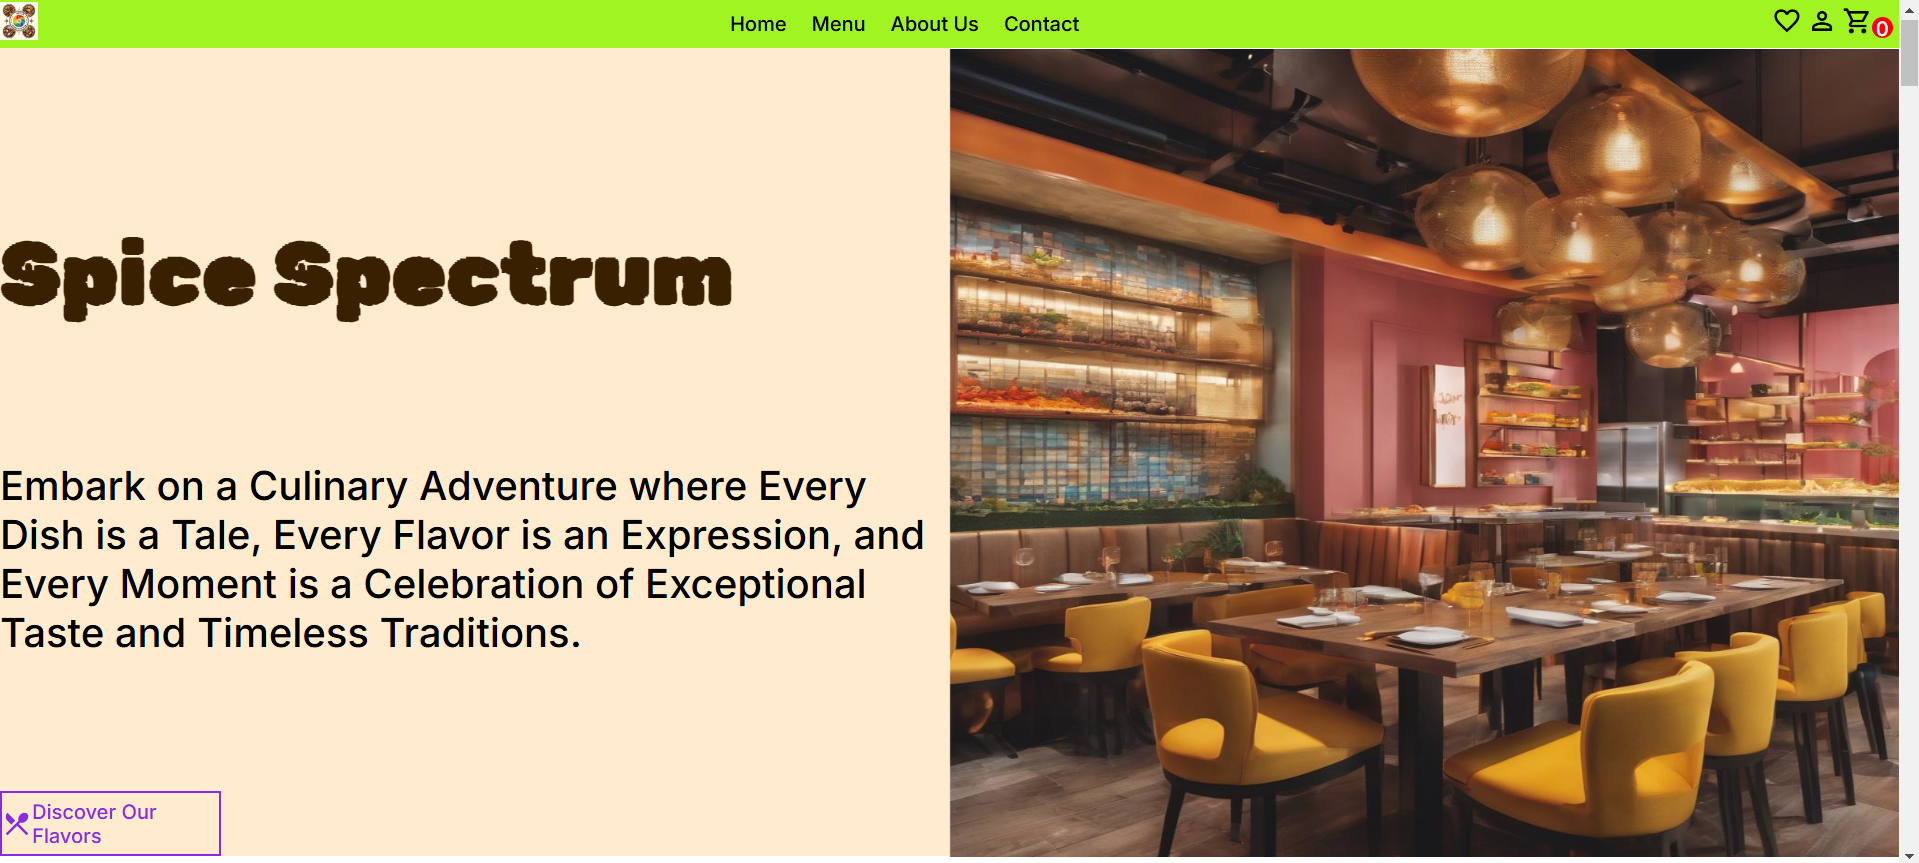 Home Menu About Us Contact
0
Spice Spectrum
Embark on a Culinary Adventure where Every
Dish is a Tale, Every Flavor is an Expression, and
Every Moment is a Celebration of Exceptional
Taste and Timeless Traditions.
Discover Our
Flavors